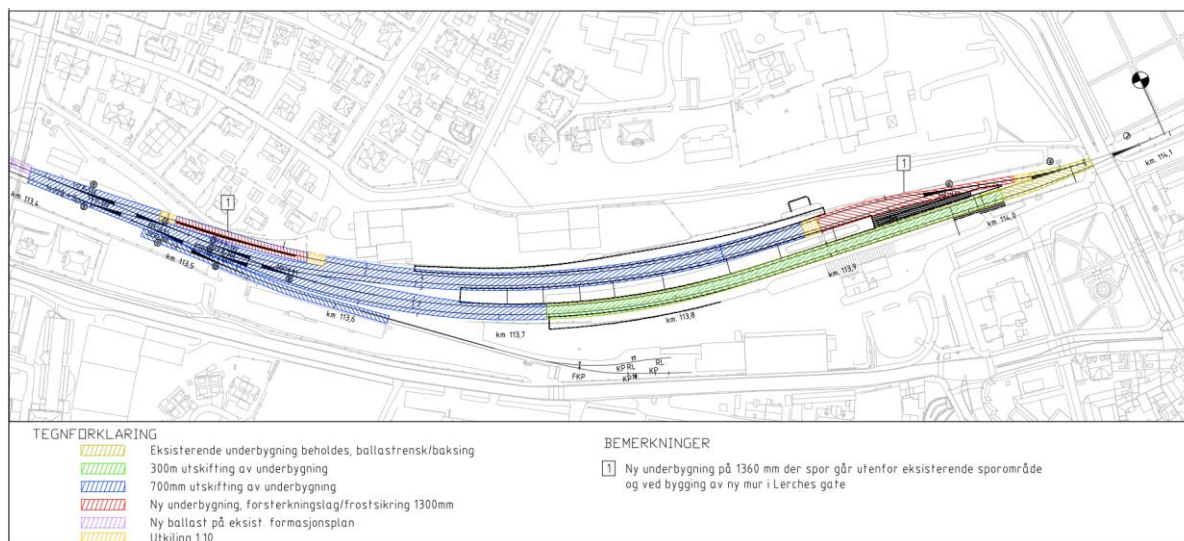 1
1
km. 114,1
km. 113,4
km. 114,0
km. 113,5
km. 113,9
km. 113,6
km. 113,8
km. 113,7
RL
KP RL
FKP
KP
KP
TEGNFORKLARING
Eksisterende underbygning beholdes, ballastrensk/baksing
300m utskifting av underbygning
700mm utskifting av underbygning
Ny underbygning, forsterkningslag/frostsikring 1300mm
Ny ballast på eksist. formasjonsplan
Utkiling 1:10
BEMERKNINGER
1 Ny underbygning på 1360 mm der spor går utenfor eksisterende sporområde
og ved bygging av ny mur i Lerches gate